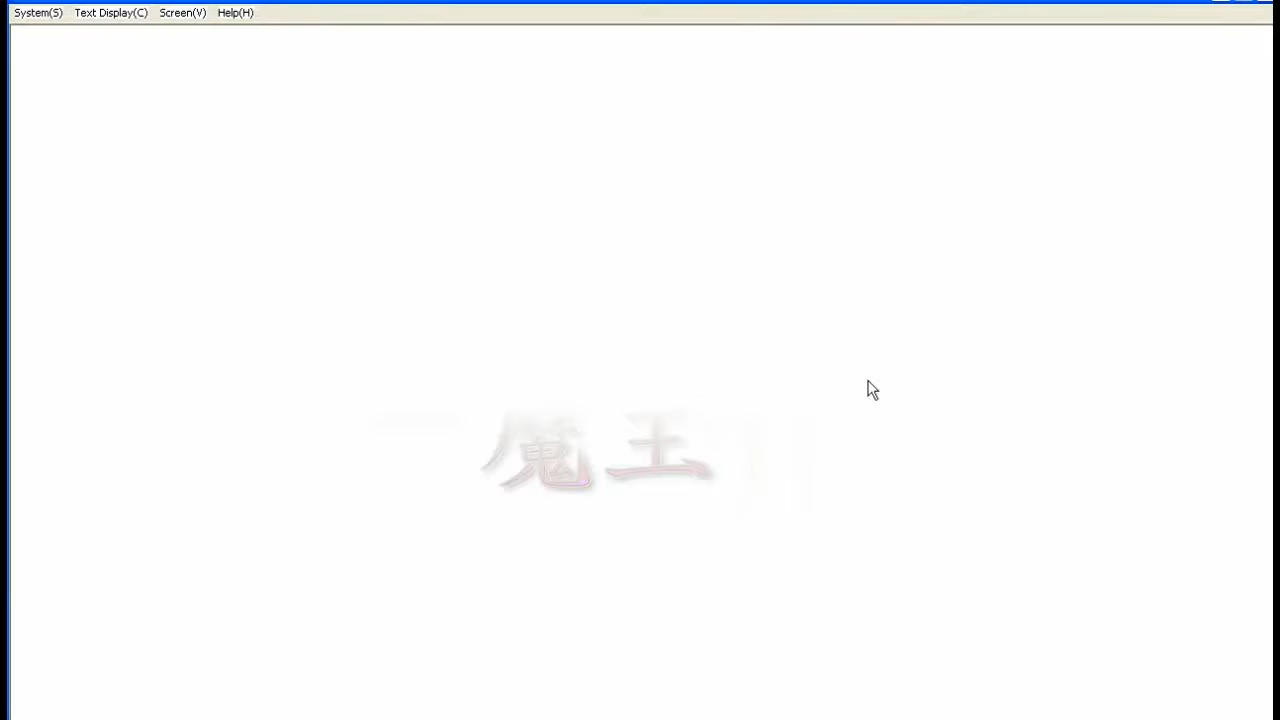 System(S) Text Display(C) Screen(V) Help(H)
魔王